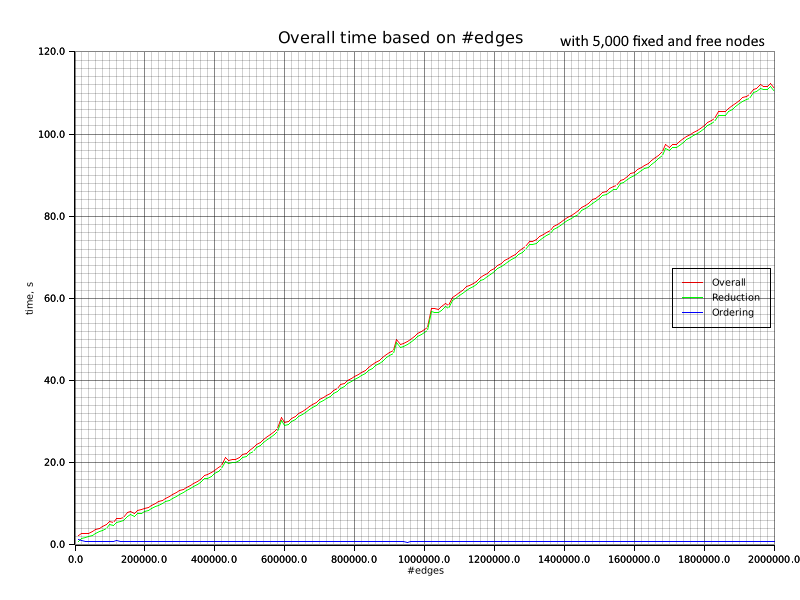 Overall time based on #edges
with 5,000 fixed and free nodes
120.0
100.0
80.0
60.0
40.0
20.0
0.0
time, s
Overall
Reduction
Ordering
0.0 200000.0 400000.0 600000.0 800000.0 1000000.0 1200000.0 1400000.0 1600000.0 1800000.0 2000000.0
#edges